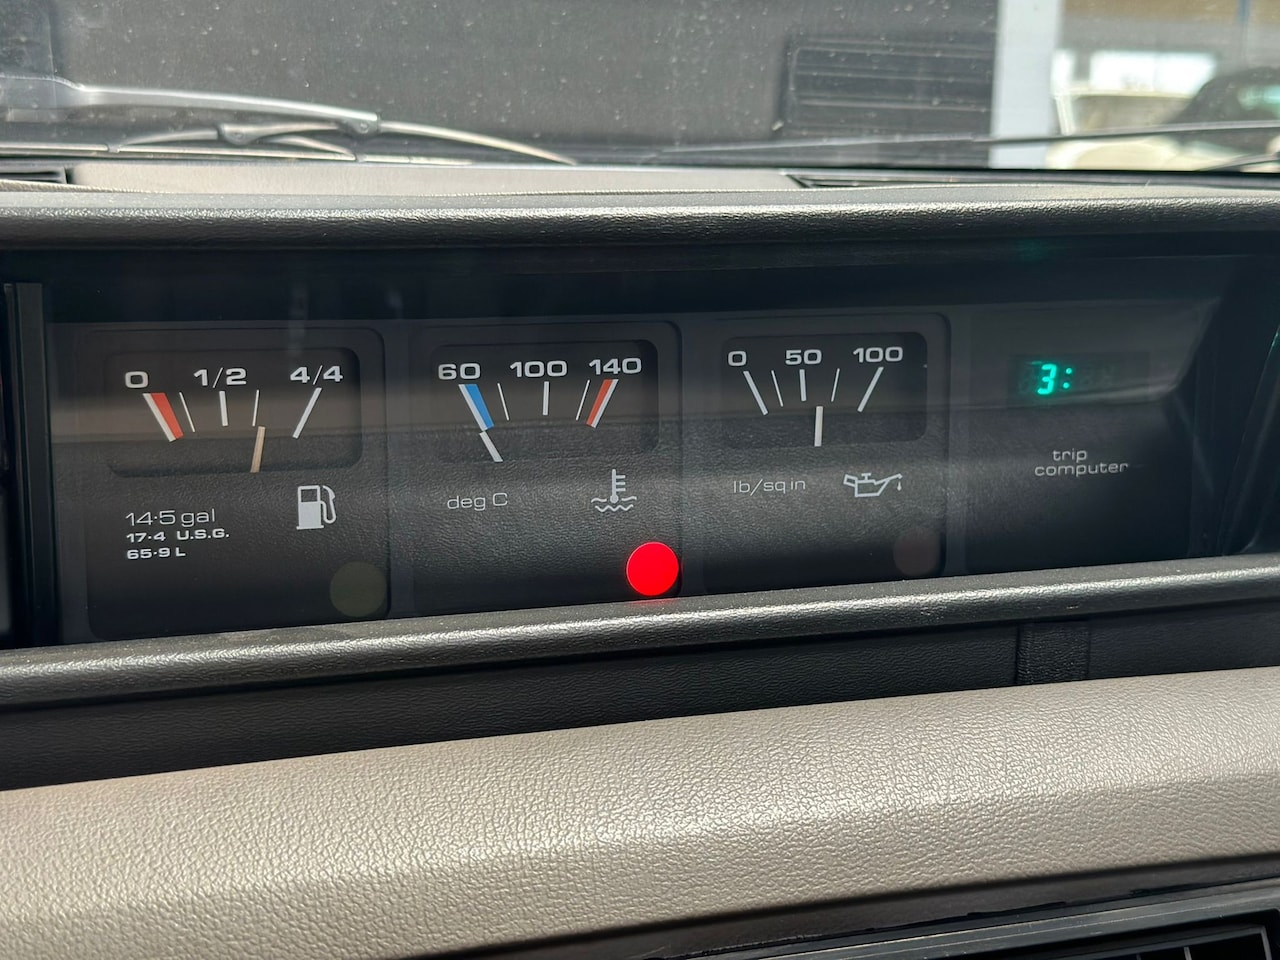 0 1/2 4/4
14·5 gal
17·4 U.S.G.
65·9 L
60 100 140
deg C
0 50 100
lb/sq in
3:
trip
computer